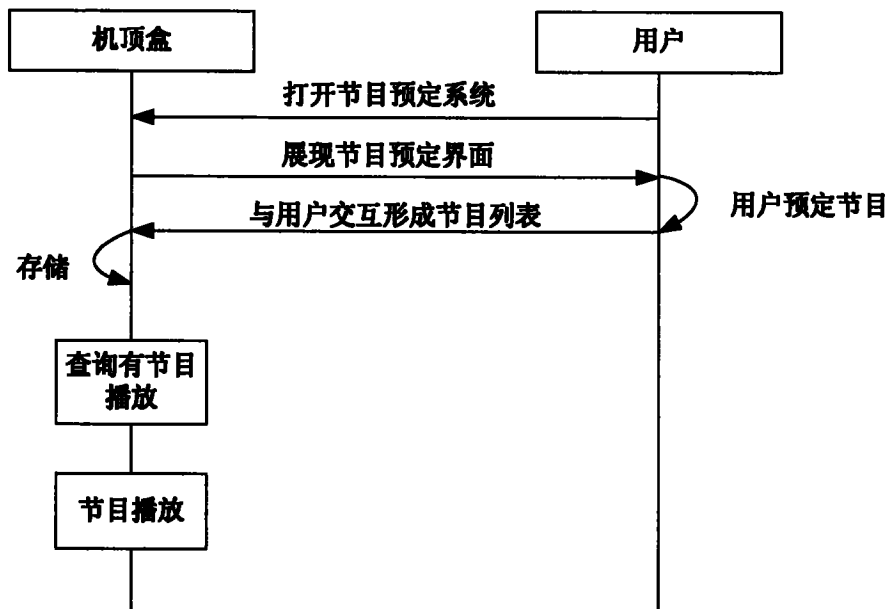 机顶盒
用户
打开节目预定系统
展现节目预定界面
用户预定节目
与用户交互形成节目列表
存储
查询有节目
播放
节目播放